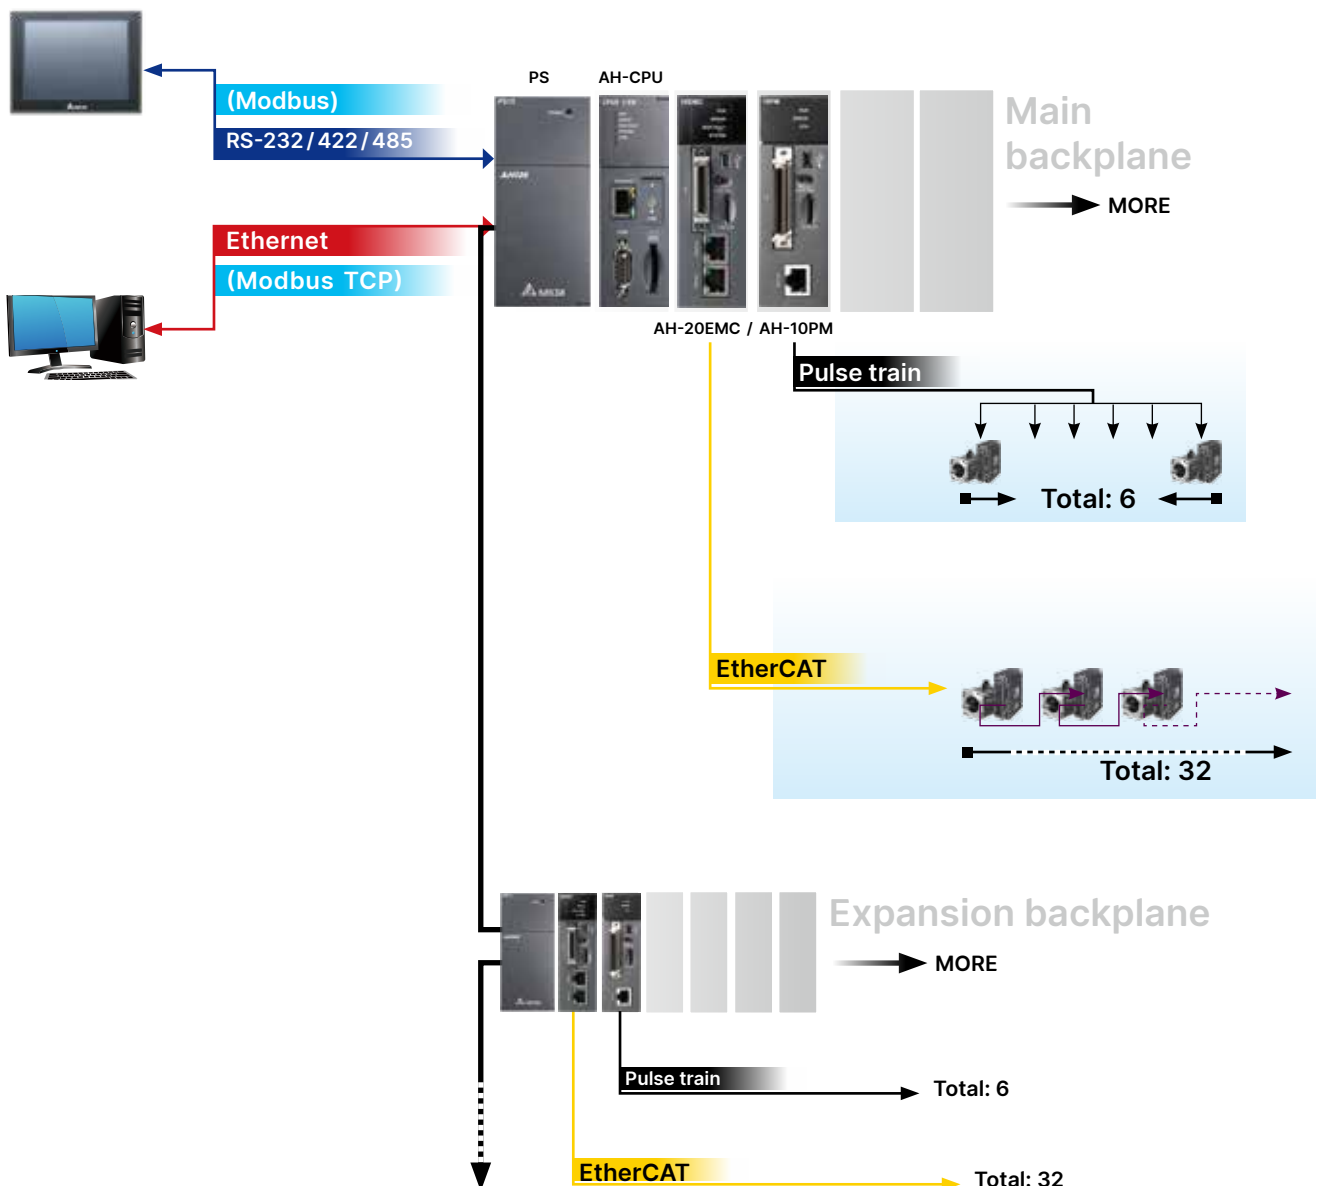 PS
AH-CPU
(Modbus)
RS-232/422/485
Main
backplane
MORE
Ethernet
(Modbus TCP)
AH-20EMC / AH-10PM
Pulse train
Total: 6
EtherCAT
Total: 32
Expansion backplane
MORE
Pulse train
Total: 6
EtherCAT
Total: 32